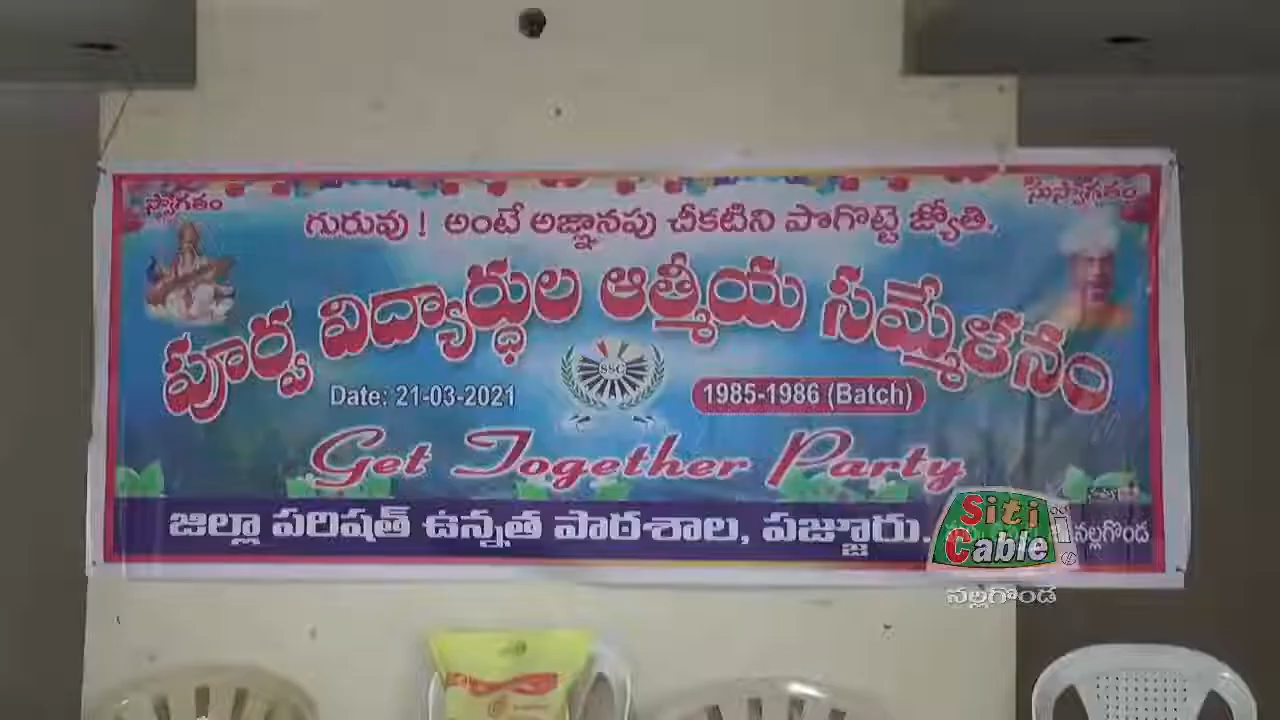 స్వాగతం
సుస్వాగతం
గురువు ! అంటే అజ్ఞానపు చీకటిని పొగొట్టె జ్యోతి.
పూర్వ విద్యార్థుల ఆత్మీయ సమ్మేళనం
SSC
Date: 21-03-2021
1985-1986 (Batch)
Get Together Party
జిల్లా పరిషత్ ఉన్నత పాఠశాల, పజ్జూరు.
నల్లగొండ
Siti
Cable
నల్లగొండ